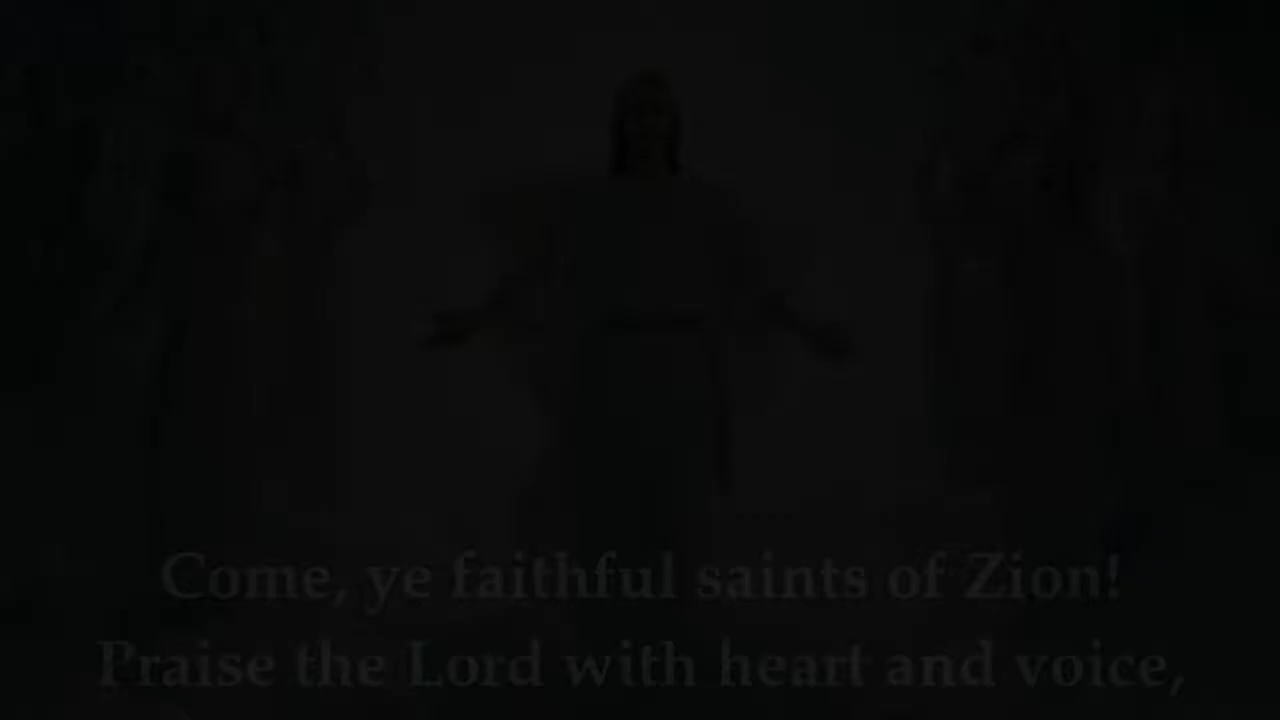 Come, ye faithful saints of Zion!
Praise the Lord with heart and voice,